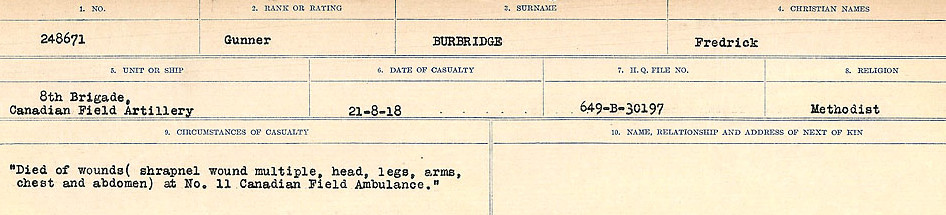 1. NO.
2. RANK OR RATING
3. SURNAME
4. CHRISTIAN NAMES
248671
Gunner
BURBRIDGE
Fredrick
5. UNIT OR SHIP
6. DATE OF CASUALTY
7. H. Q. FILE NO.
8. RELIGION
8th Brigade,
Canadian Field Artillery
21-8-18 . . . . . .
649-B-30197
Methodist
9. CIRCUMSTANCES OF CASUALTY
10. NAME, RELATIONSHIP AND ADDRESS OF NEXT OF KIN
"Died of wounds( shrapnel wound multiple, head, legs, arms,
chest and abdomen) at No. 11 Canadian Field Ambulance."